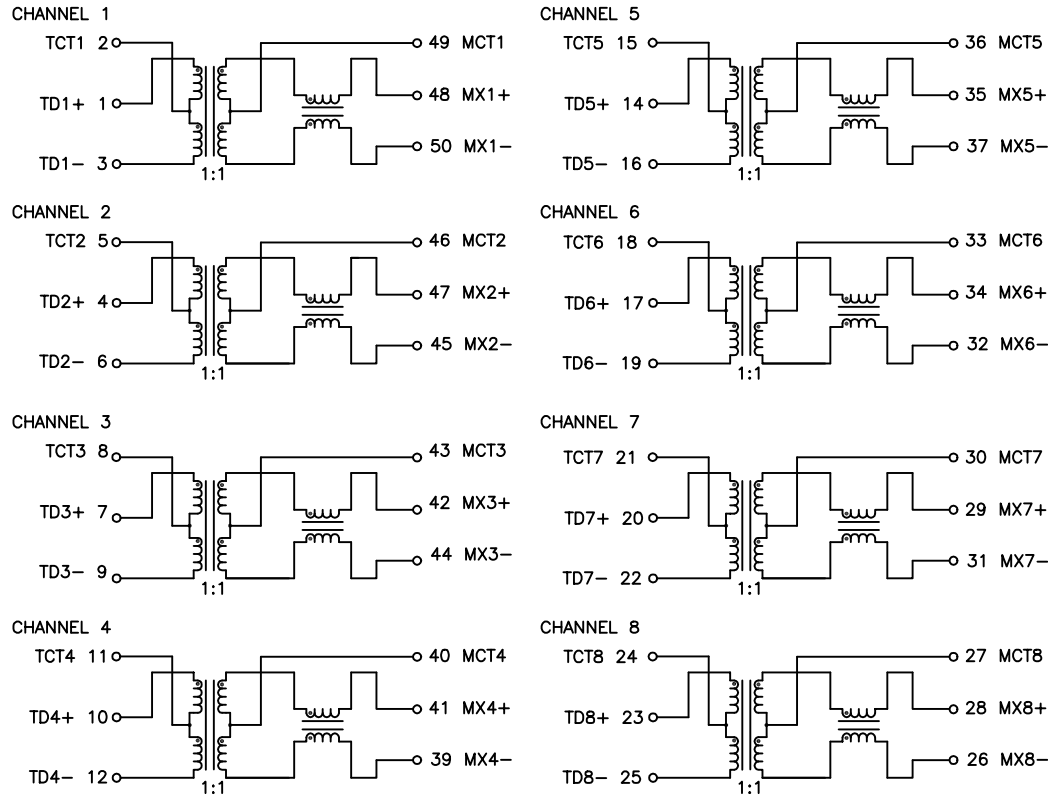 CHANNEL 1
TCT1 2 49 MCT1
TD1+ 1 48 MX1+
50 MX1−
TD1− 3
1:1
CHANNEL 2
TCT2 5 46 MCT2
TD2+ 4 47 MX2+
45 MX2−
TD2− 6
1:1
CHANNEL 3
TCT3 8 43 MCT3
42 MX3+
TD3+ 7
44 MX3−
TD3− 9
1:1
CHANNEL 4
TCT4 11 40 MCT4
TD4+ 10 41 MX4+
39 MX4−
TD4− 12
1:1
CHANNEL 5
TCT5 15 36 MCT5
TD5+ 14 35 MX5+
37 MX5−
TD5− 16
1:1
CHANNEL 6
TCT6 18 33 MCT6
TD6+ 17 34 MX6+
32 MX6−
TD6− 19
1:1
CHANNEL 7
TCT7 21 30 MCT7
TD7+ 20 29 MX7+
31 MX7−
TD7− 22
1:1
CHANNEL 8
TCT8 24 27 MCT8
TD8+ 23 28 MX8+
26 MX8−
TD8− 25
1:1